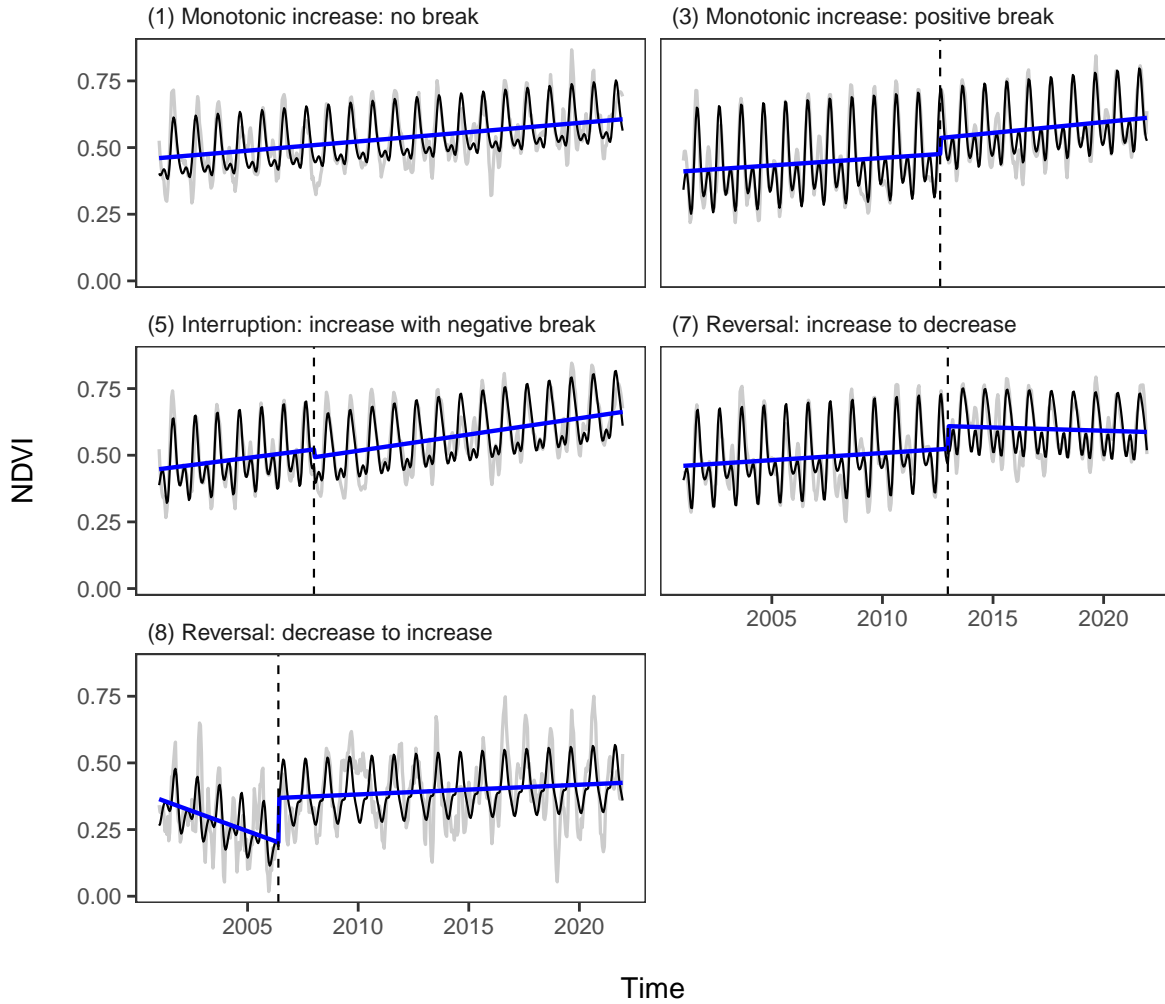 (1) Monotonic increase: no break
(3) Monotonic increase: positive break
0.75
0.50
0.25
0.00
(5) Interruption: increase with negative break
(7) Reversal: increase to decrease
0.75
0.50
0.25
0.00
2005 2010 2015 2020
(8) Reversal: decrease to increase
0.75
0.50
0.25
0.00
2005 2010 2015 2020
NDVI
Time